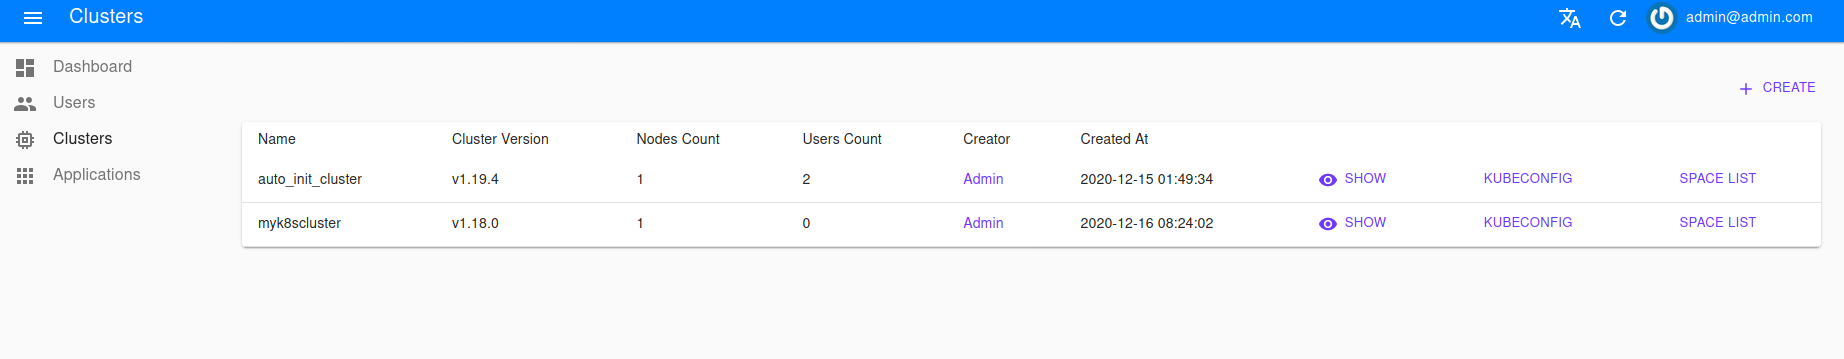 Clusters
admin@admin.com
Dashboard
Users
Clusters
Applications
CREATE
Name Cluster Version Nodes Count Users Count Creator Created At
auto_init_cluster v1.19.4 1 2 Admin 2020-12-15 01:49:34 SHOW KUBECONFIG SPACE LIST
myk8scluster v1.18.0 1 0 Admin 2020-12-16 08:24:02 SHOW KUBECONFIG SPACE LIST